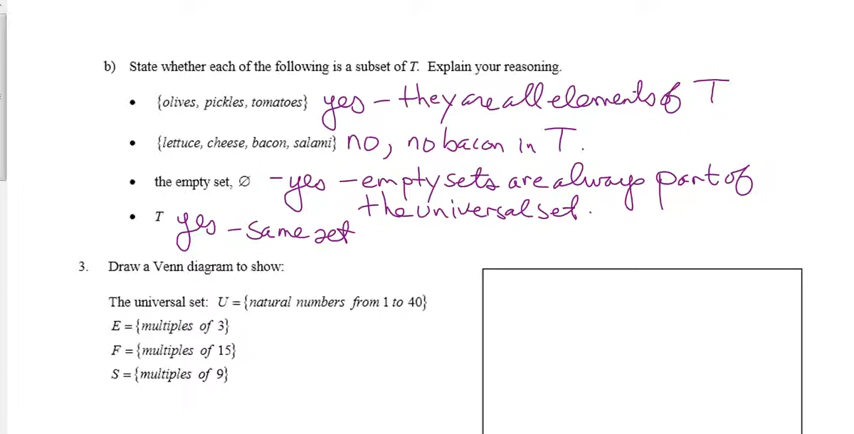 b) State whether each of the following is a subset of T. Explain your reasoning.
• {olives, pickles, tomatoes} yes – they are all elements of T
• {lettuce, cheese, bacon, salami} no, no bacon in T.
• the empty set, ∅ – yes – empty sets are always part of
the universal set.
• T yes – same set
3. Draw a Venn diagram to show:
The universal set: U = {natural numbers from 1 to 40}
E = {multiples of 3}
F = {multiples of 15}
S = {multiples of 9}